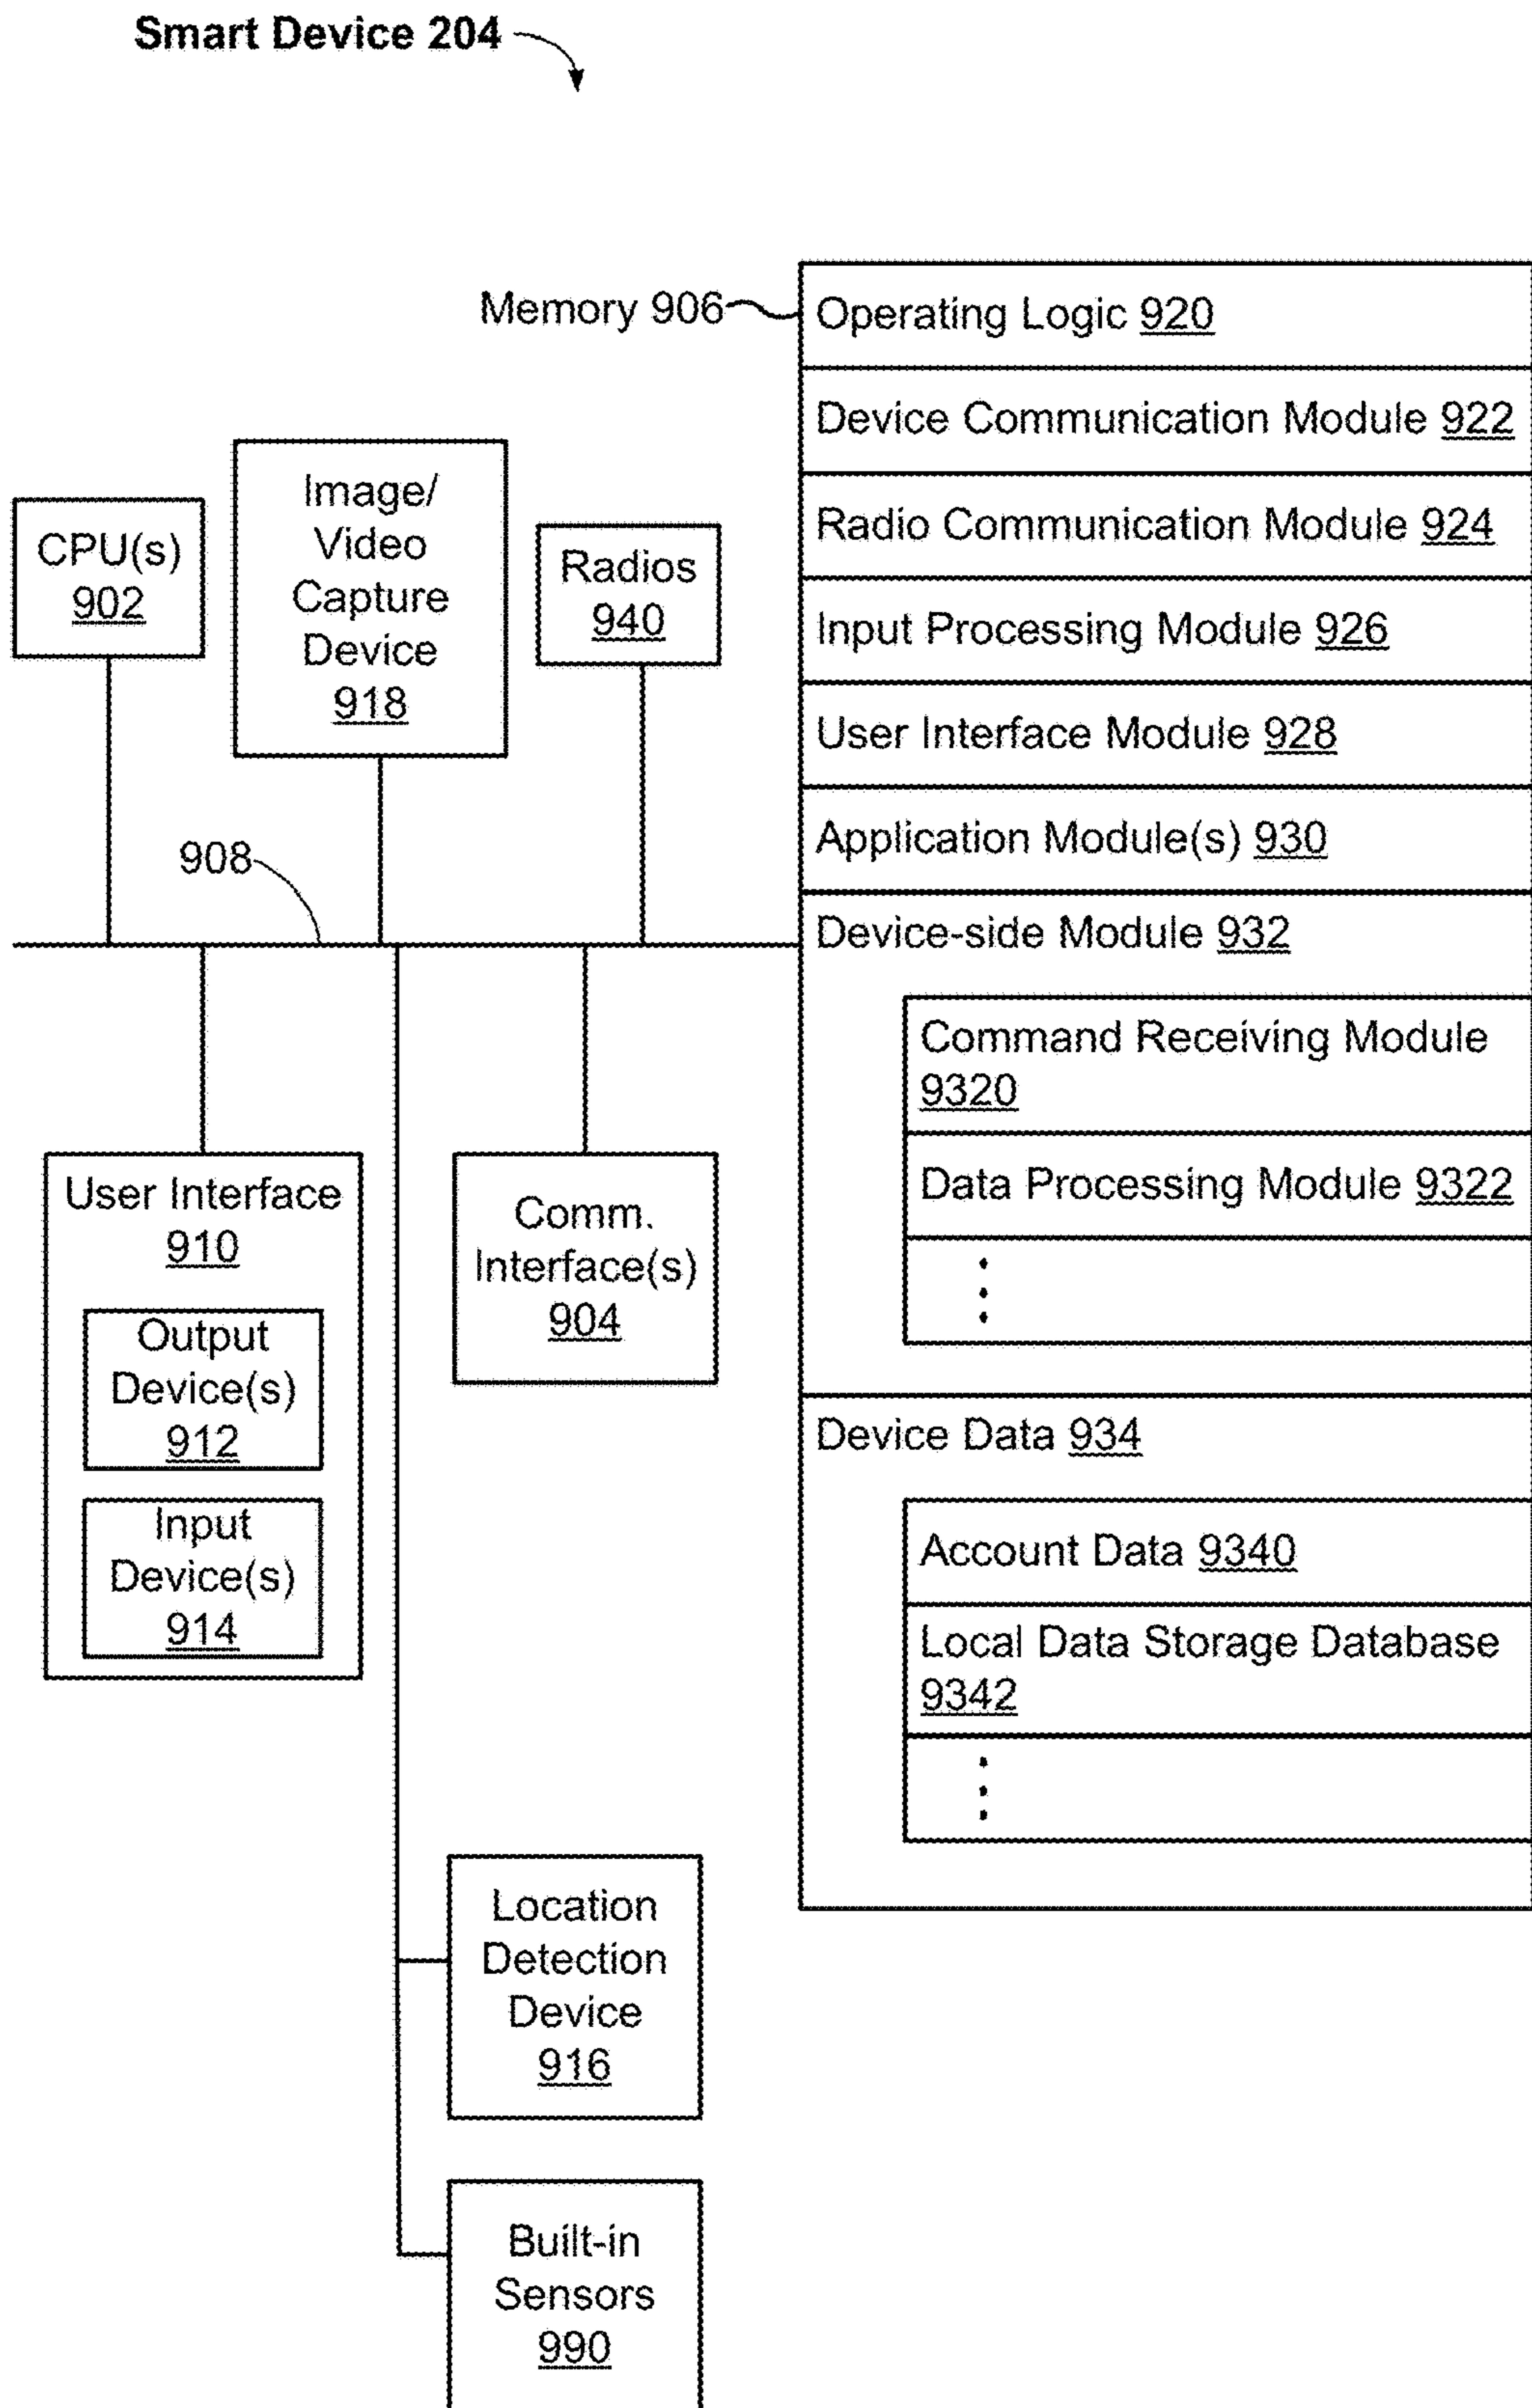 Smart Device 204
Memory 906
Operating Logic 920
Device Communication Module 922
Radio Communication Module 924
Input Processing Module 926
User Interface Module 928
Application Module(s) 930
Device-side Module 932
Command Receiving Module
9320
Data Processing Module 9322
Device Data 934
Account Data 9340
Local Data Storage Database
9342
CPU(s)
902
Image/
Video
Capture
Device
918
Radios
940
908
User Interface
910
Output
Device(s)
912
Input
Device(s)
914
Comm.
Interface(s)
904
Location
Detection
Device
916
Built-in
Sensors
990